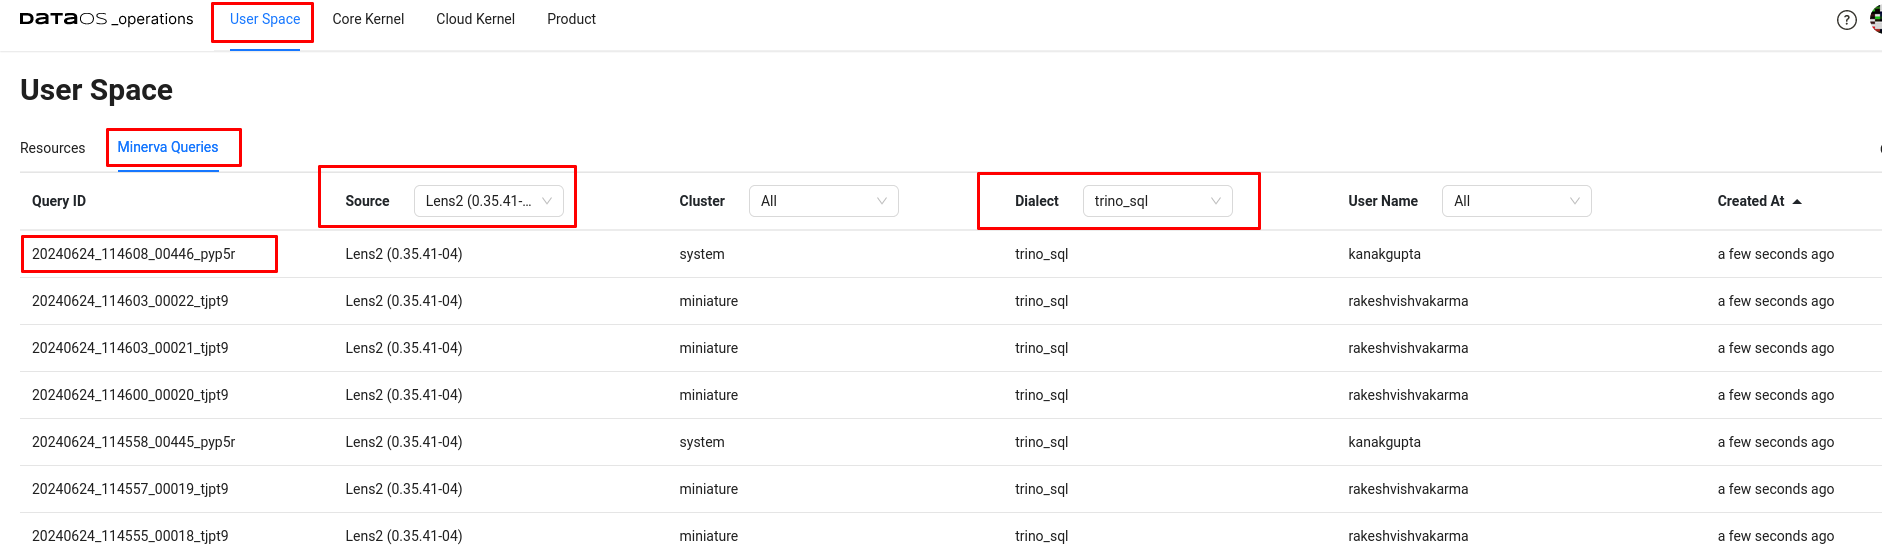 DATAOS _operations User Space Core Kernel Cloud Kernel Product ?
User Space
Resources Minerva Queries
Query ID Source Lens2 (0.35.41-... Cluster All Dialect trino_sql User Name All Created At
20240624_114608_00446_pyp5r Lens2 (0.35.41-04) system trino_sql kanakgupta a few seconds ago
20240624_114603_00022_tjpt9 Lens2 (0.35.41-04) miniature trino_sql rakeshvishvakarma a few seconds ago
20240624_114603_00021_tjpt9 Lens2 (0.35.41-04) miniature trino_sql rakeshvishvakarma a few seconds ago
20240624_114600_00020_tjpt9 Lens2 (0.35.41-04) miniature trino_sql rakeshvishvakarma a few seconds ago
20240624_114558_00445_pyp5r Lens2 (0.35.41-04) system trino_sql kanakgupta a few seconds ago
20240624_114557_00019_tjpt9 Lens2 (0.35.41-04) miniature trino_sql rakeshvishvakarma a few seconds ago
20240624_114555_00018_tjpt9 Lens2 (0.35.41-04) miniature trino_sql rakeshvishvakarma a few seconds ago